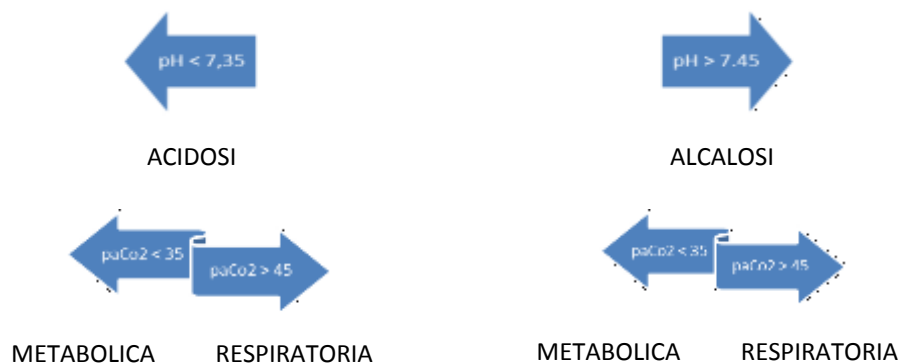 pH < 7,35
pH > 7.45
ACIDOSI
ALCALOSI
paCo2 < 35
paCo2 > 45
paCo2 < 35
paCo2 > 45
METABOLICA
RESPIRATORIA
METABOLICA
RESPIRATORIA